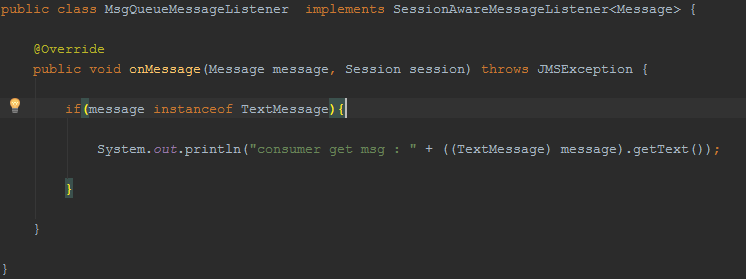 public class MsgQueueMessageListener  implements SessionAwareMessageListener<Message> {
@Override
public void onMessage(Message message, Session session) throws JMSException {
if(message instanceof TextMessage){
System.out.println("consumer get msg : " + ((TextMessage) message).getText());
}
}
}